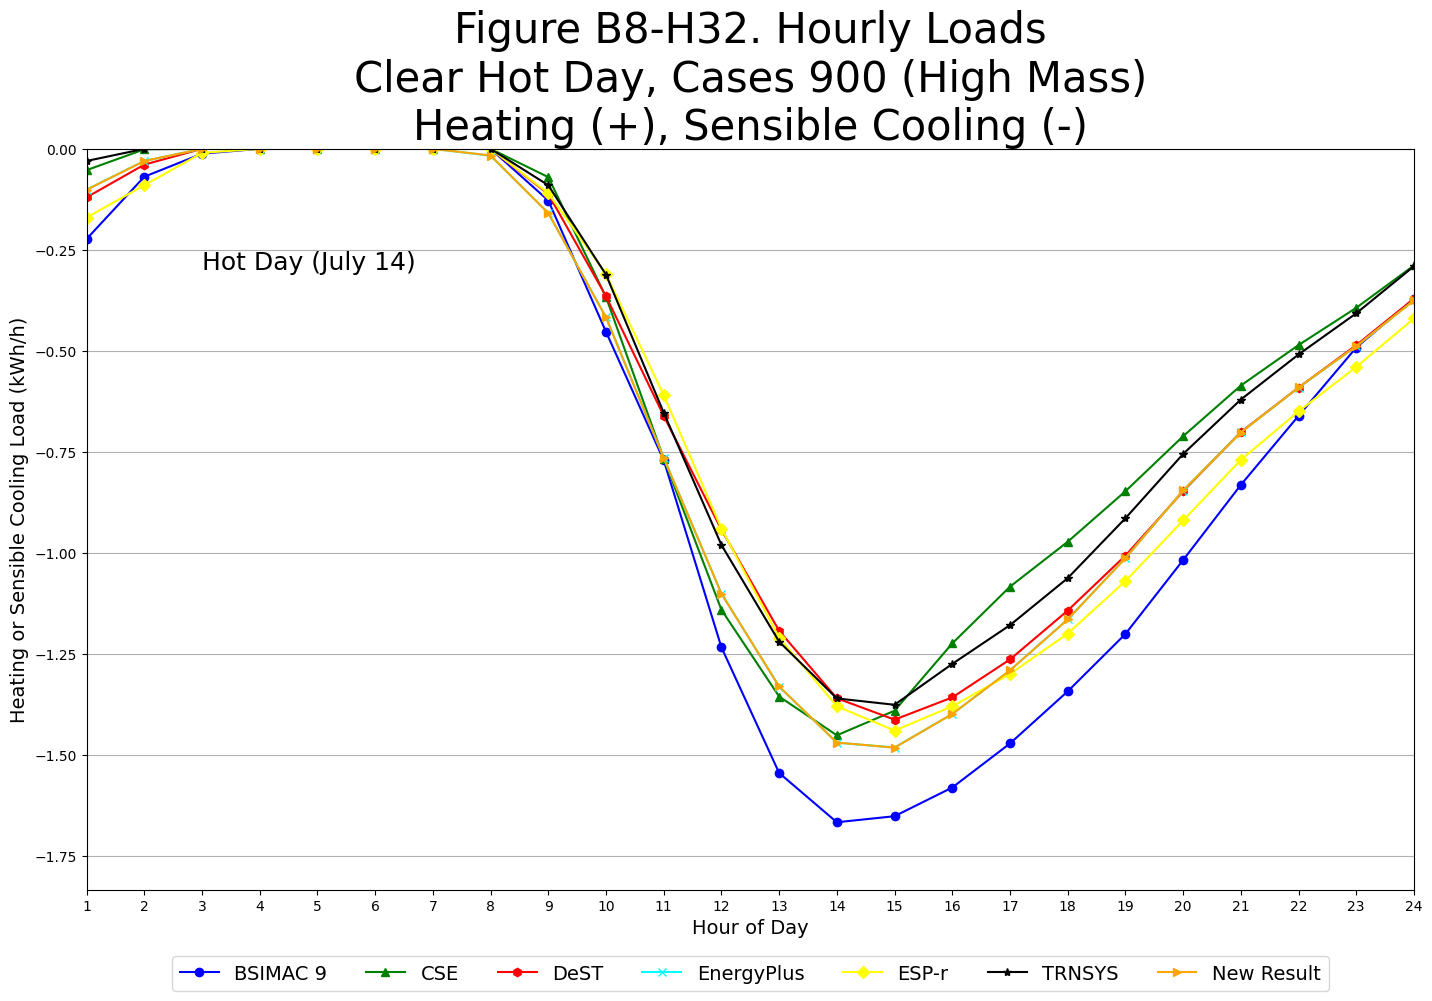 Figure B8-H32. Hourly Loads
Clear Hot Day, Cases 900 (High Mass)
Heating (+), Sensible Cooling (-)
Heating or Sensible Cooling Load (kWh/h)
0.00
−0.25
−0.50
−0.75
−1.00
−1.25
−1.50
−1.75
Hot Day (July 14)
1 2 3 4 5 6 7 8 9 10 11 12 13 14 15 16 17 18 19 20 21 22 23 24
Hour of Day
BSIMAC 9 CSE DeST EnergyPlus ESP-r TRNSYS New Result